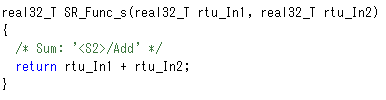 real32_T SR_Func_s(real32_T rtu_In1, real32_T rtu_In2)
{
  /* Sum: '<S2>/Add' */
  return rtu_In1 + rtu_In2;
}